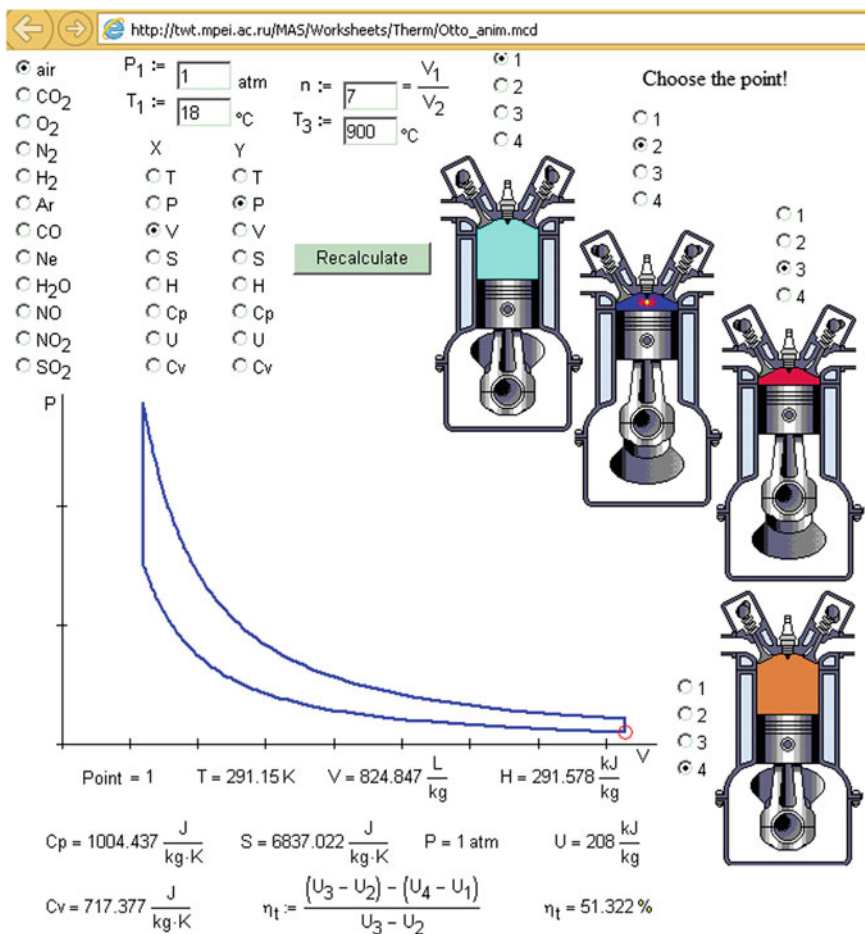 http://twt.mpei.ac.ru/MAS/Worksheets/Therm/Otto_anim.mcd
air
CO₂
O₂
N₂
H₂
Ar
CO
Ne
H₂O
NO
NO₂
SO₂
P₁ := 1 atm
T₁ := 18 °C
n := 7 = V₁/V₂
T₃ := 900 °C
X Y
T T
P P
V V
S S
H H
Cp Cp
U U
Cv Cv
Recalculate
1
2
3
4
Choose the point!
1
2
3
4
1
2
3
4
1
2
3
4
P
V
Point = 1 T = 291.15 K V = 824.847 L/kg H = 291.578 kJ/kg
Cp = 1004.437 J/kg·K S = 6837.022 J/kg·K P = 1 atm U = 208 kJ/kg
Cv = 717.377 J/kg·K ηt := (U₃ − U₂) − (U₄ − U₁)/U₃ − U₂ ηt = 51.322 %